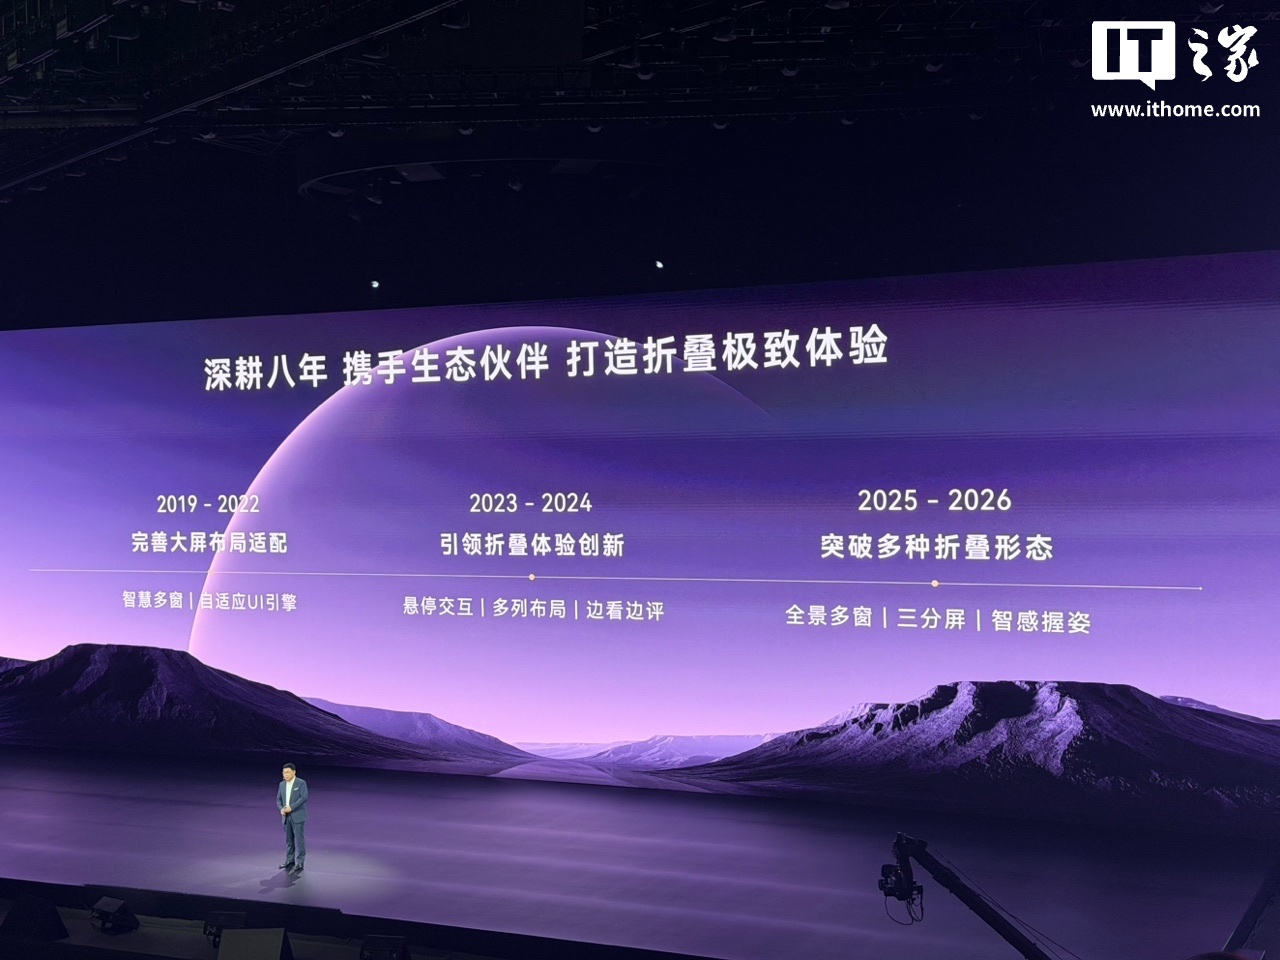 IT之家
www.ithome.com
深耕八年 携手生态伙伴 打造折叠极致体验
2019 - 2022
完善大屏布局适配
智慧多窗 | 自适应UI引擎
2023 - 2024
引领折叠体验创新
悬停交互 | 多列布局 | 边看边评
2025 - 2026
突破多种折叠形态
全景多窗 | 三分屏 | 智感握姿